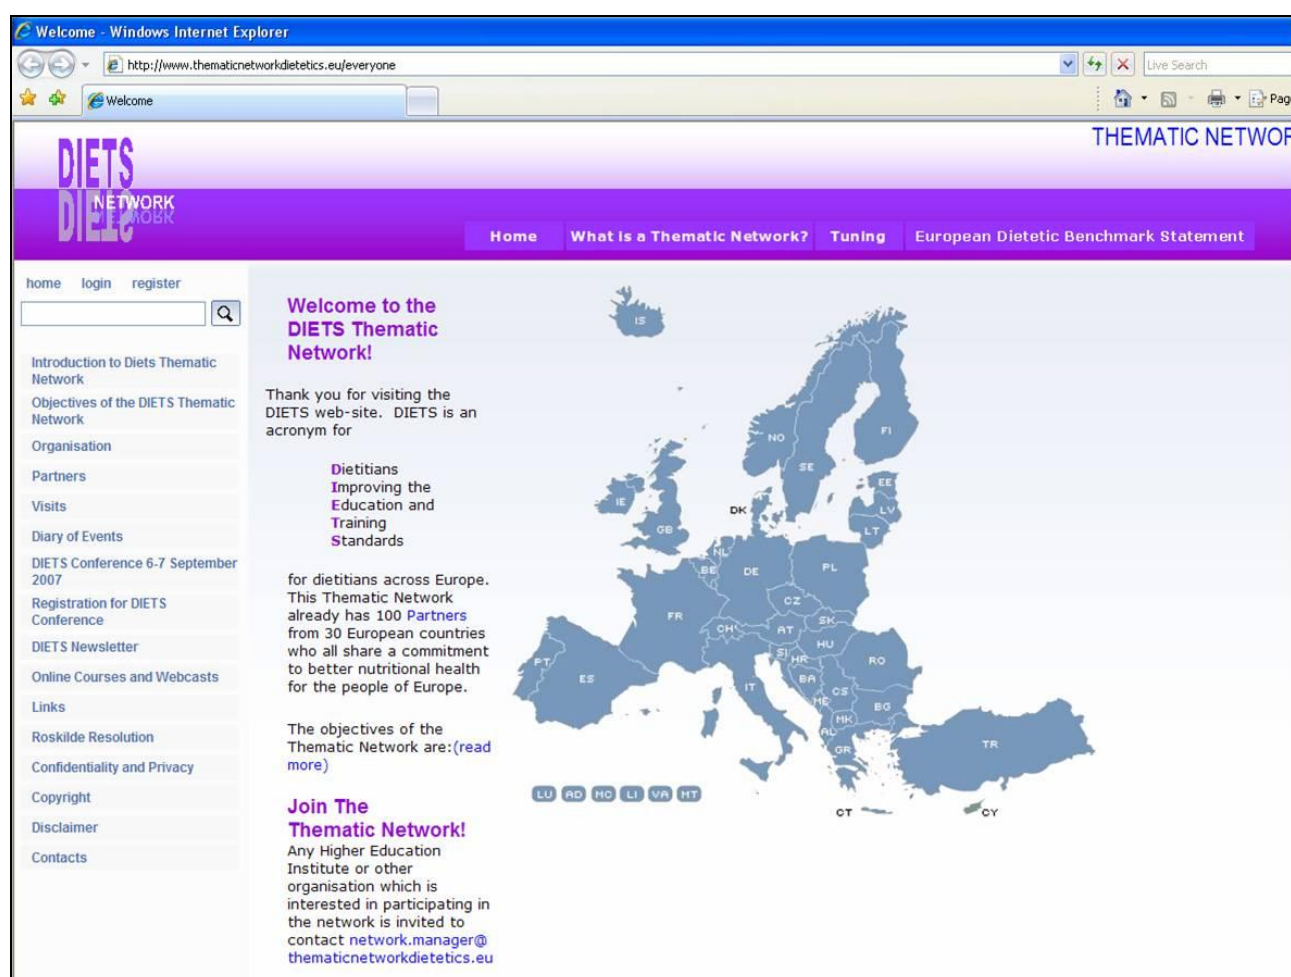 Welcome - Windows Internet Explorer
http://www.thematicnetworkdietetics.eu/everyone
Live Search
Welcome
Page
THEMATIC NETWOR
DIETS
NETWORK
Home What is a Thematic Network? Tuning European Dietetic Benchmark Statement
home login register
Introduction to Diets Thematic
Network
Objectives of the DIETS Thematic
Network
Organisation
Partners
Visits
Diary of Events
DIETS Conference 6-7 September
2007
Registration for DIETS
Conference
DIETS Newsletter
Online Courses and Webcasts
Links
Roskilde Resolution
Confidentiality and Privacy
Copyright
Disclaimer
Contacts
Welcome to the
DIETS Thematic
Network!
Thank you for visiting the
DIETS web-site. DIETS is an
acronym for
Dietitians
Improving the
Education and
Training
Standards
for dietitians across Europe.
This Thematic Network
already has 100 Partners
from 30 European countries
who all share a commitment
to better nutritional health
for the people of Europe.
The objectives of the
Thematic Network are:(read
more)
Join The
Thematic Network!
Any Higher Education
Institute or other
organisation which is
interested in participating in
the network is invited to
contact network.manager@
thematicnetworkdietetics.eu
IS
NO
FI
SE
EE
LV
LT
DK
IE
GB
NL
BE
DE
PL
CZ
SK
FR
CH
AT
HU
SI
HR
RO
BA
CS
ME
BG
MK
AL
GR
IT
PT
ES
TR
LU AD MC LI VA MT
CT
CY